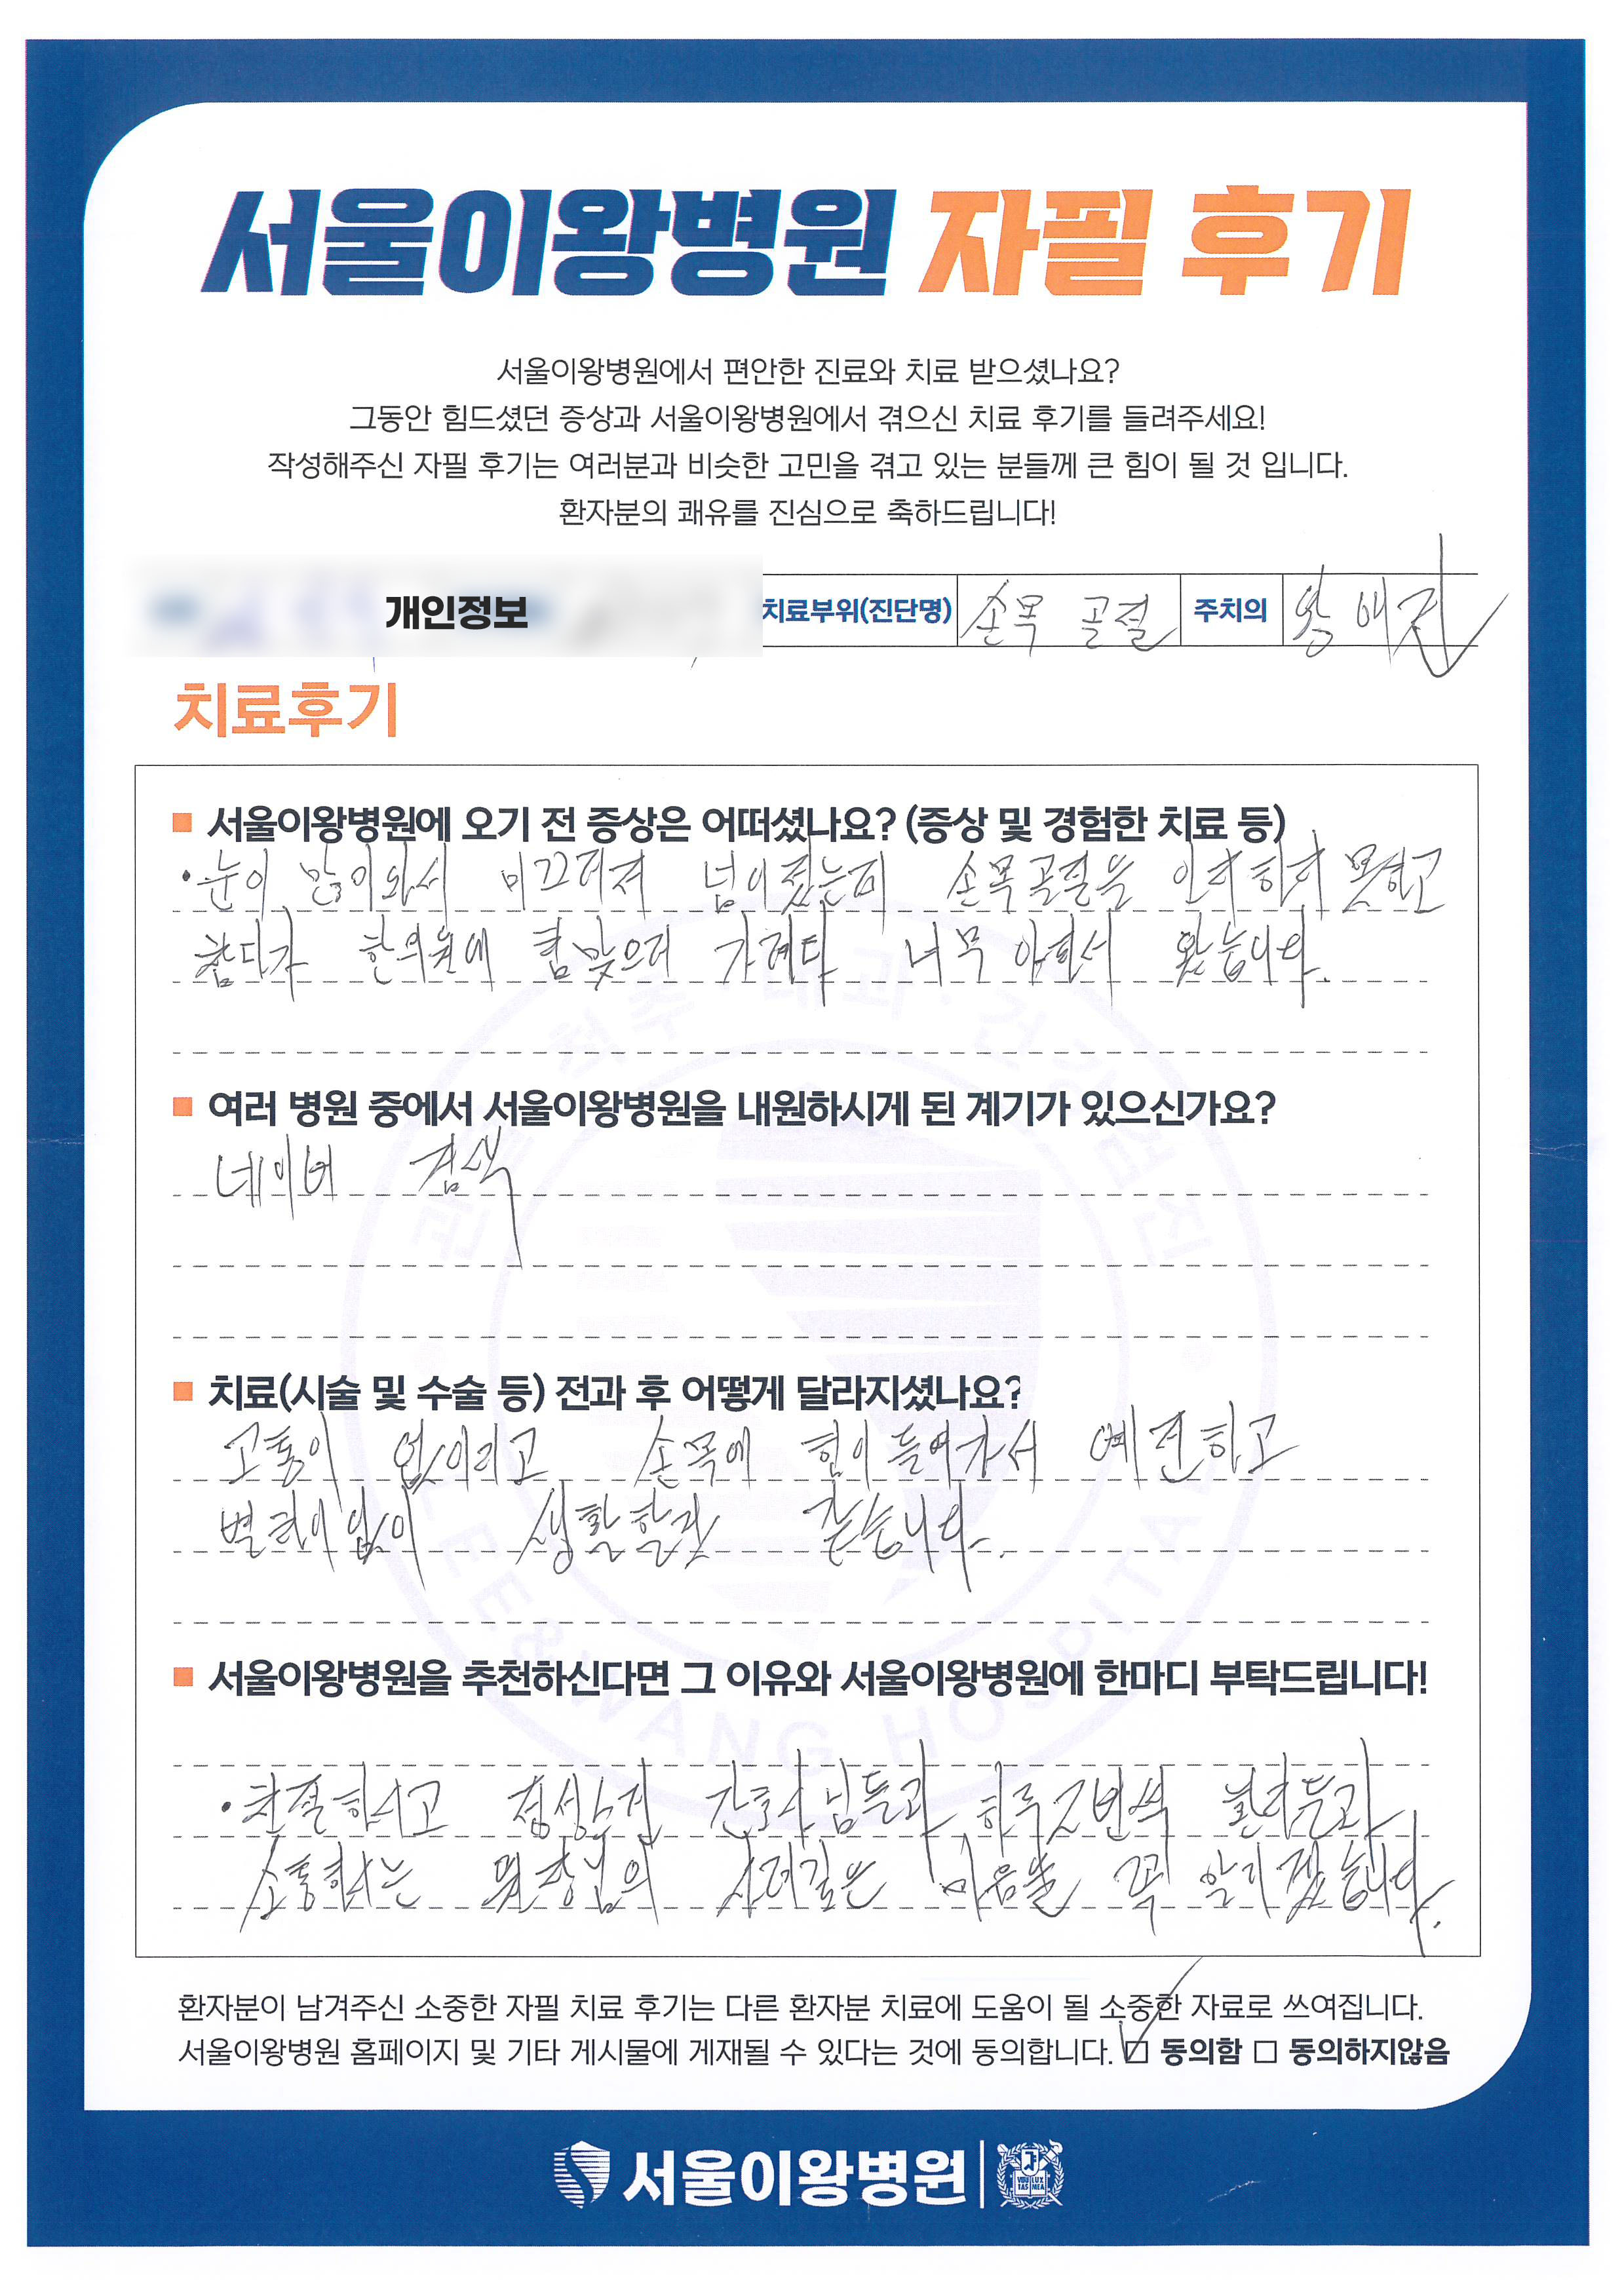 서울이왕병원 자필 후기
서울이왕병원에서 편안한 진료와 치료 받으셨나요?
그동안 힘드셨던 증상과 서울이왕병원에서 겪으신 치료 후기를 들려주세요!
작성해주신 자필 후기는 여러분과 비슷한 고민을 겪고 있는 분들께 큰 힘이 될 것 입니다.
환자분의 쾌유를 진심으로 축하드립니다!
개인정보 치료부위(진단명) 손목 골절 주치의 왕
치료후기
서울이왕병원에 오기 전 증상은 어떠셨나요? (증상 및 경험한 치료 등)
· 눈이 많이와서 미끄러져 넘어졌는데 손목골절을 못하고
참다가 한의원에 침맞으러 가려다 너무 아파서 왔습니다.
여러 병원 중에서 서울이왕병원을 내원하시게 된 계기가 있으신가요?
네이버 검색
치료(시술 및 수술 등) 전과 후 어떻게 달라지셨나요?
고통이 없어지고 손목에 힘이 들어가서
생활할것 같습니다.
서울이왕병원을 추천하신다면 그 이유와 서울이왕병원에 한마디 부탁드립니다!
· 친절하시고 정성스런 간호사님들과 하루 2번씩 환자들과
소통하시는 원장님의 사려깊은 마음을 꼭 알리겠습니다.
환자분이 남겨주신 소중한 자필 치료 후기는 다른 환자분 치료에 도움이 될 소중한 자료로 쓰여집니다.
서울이왕병원 홈페이지 및 기타 게시물에 게재될 수 있다는 것에 동의합니다. ☑ 동의함 □ 동의하지않음
서울이왕병원
LEE&WANG HOSPITAL